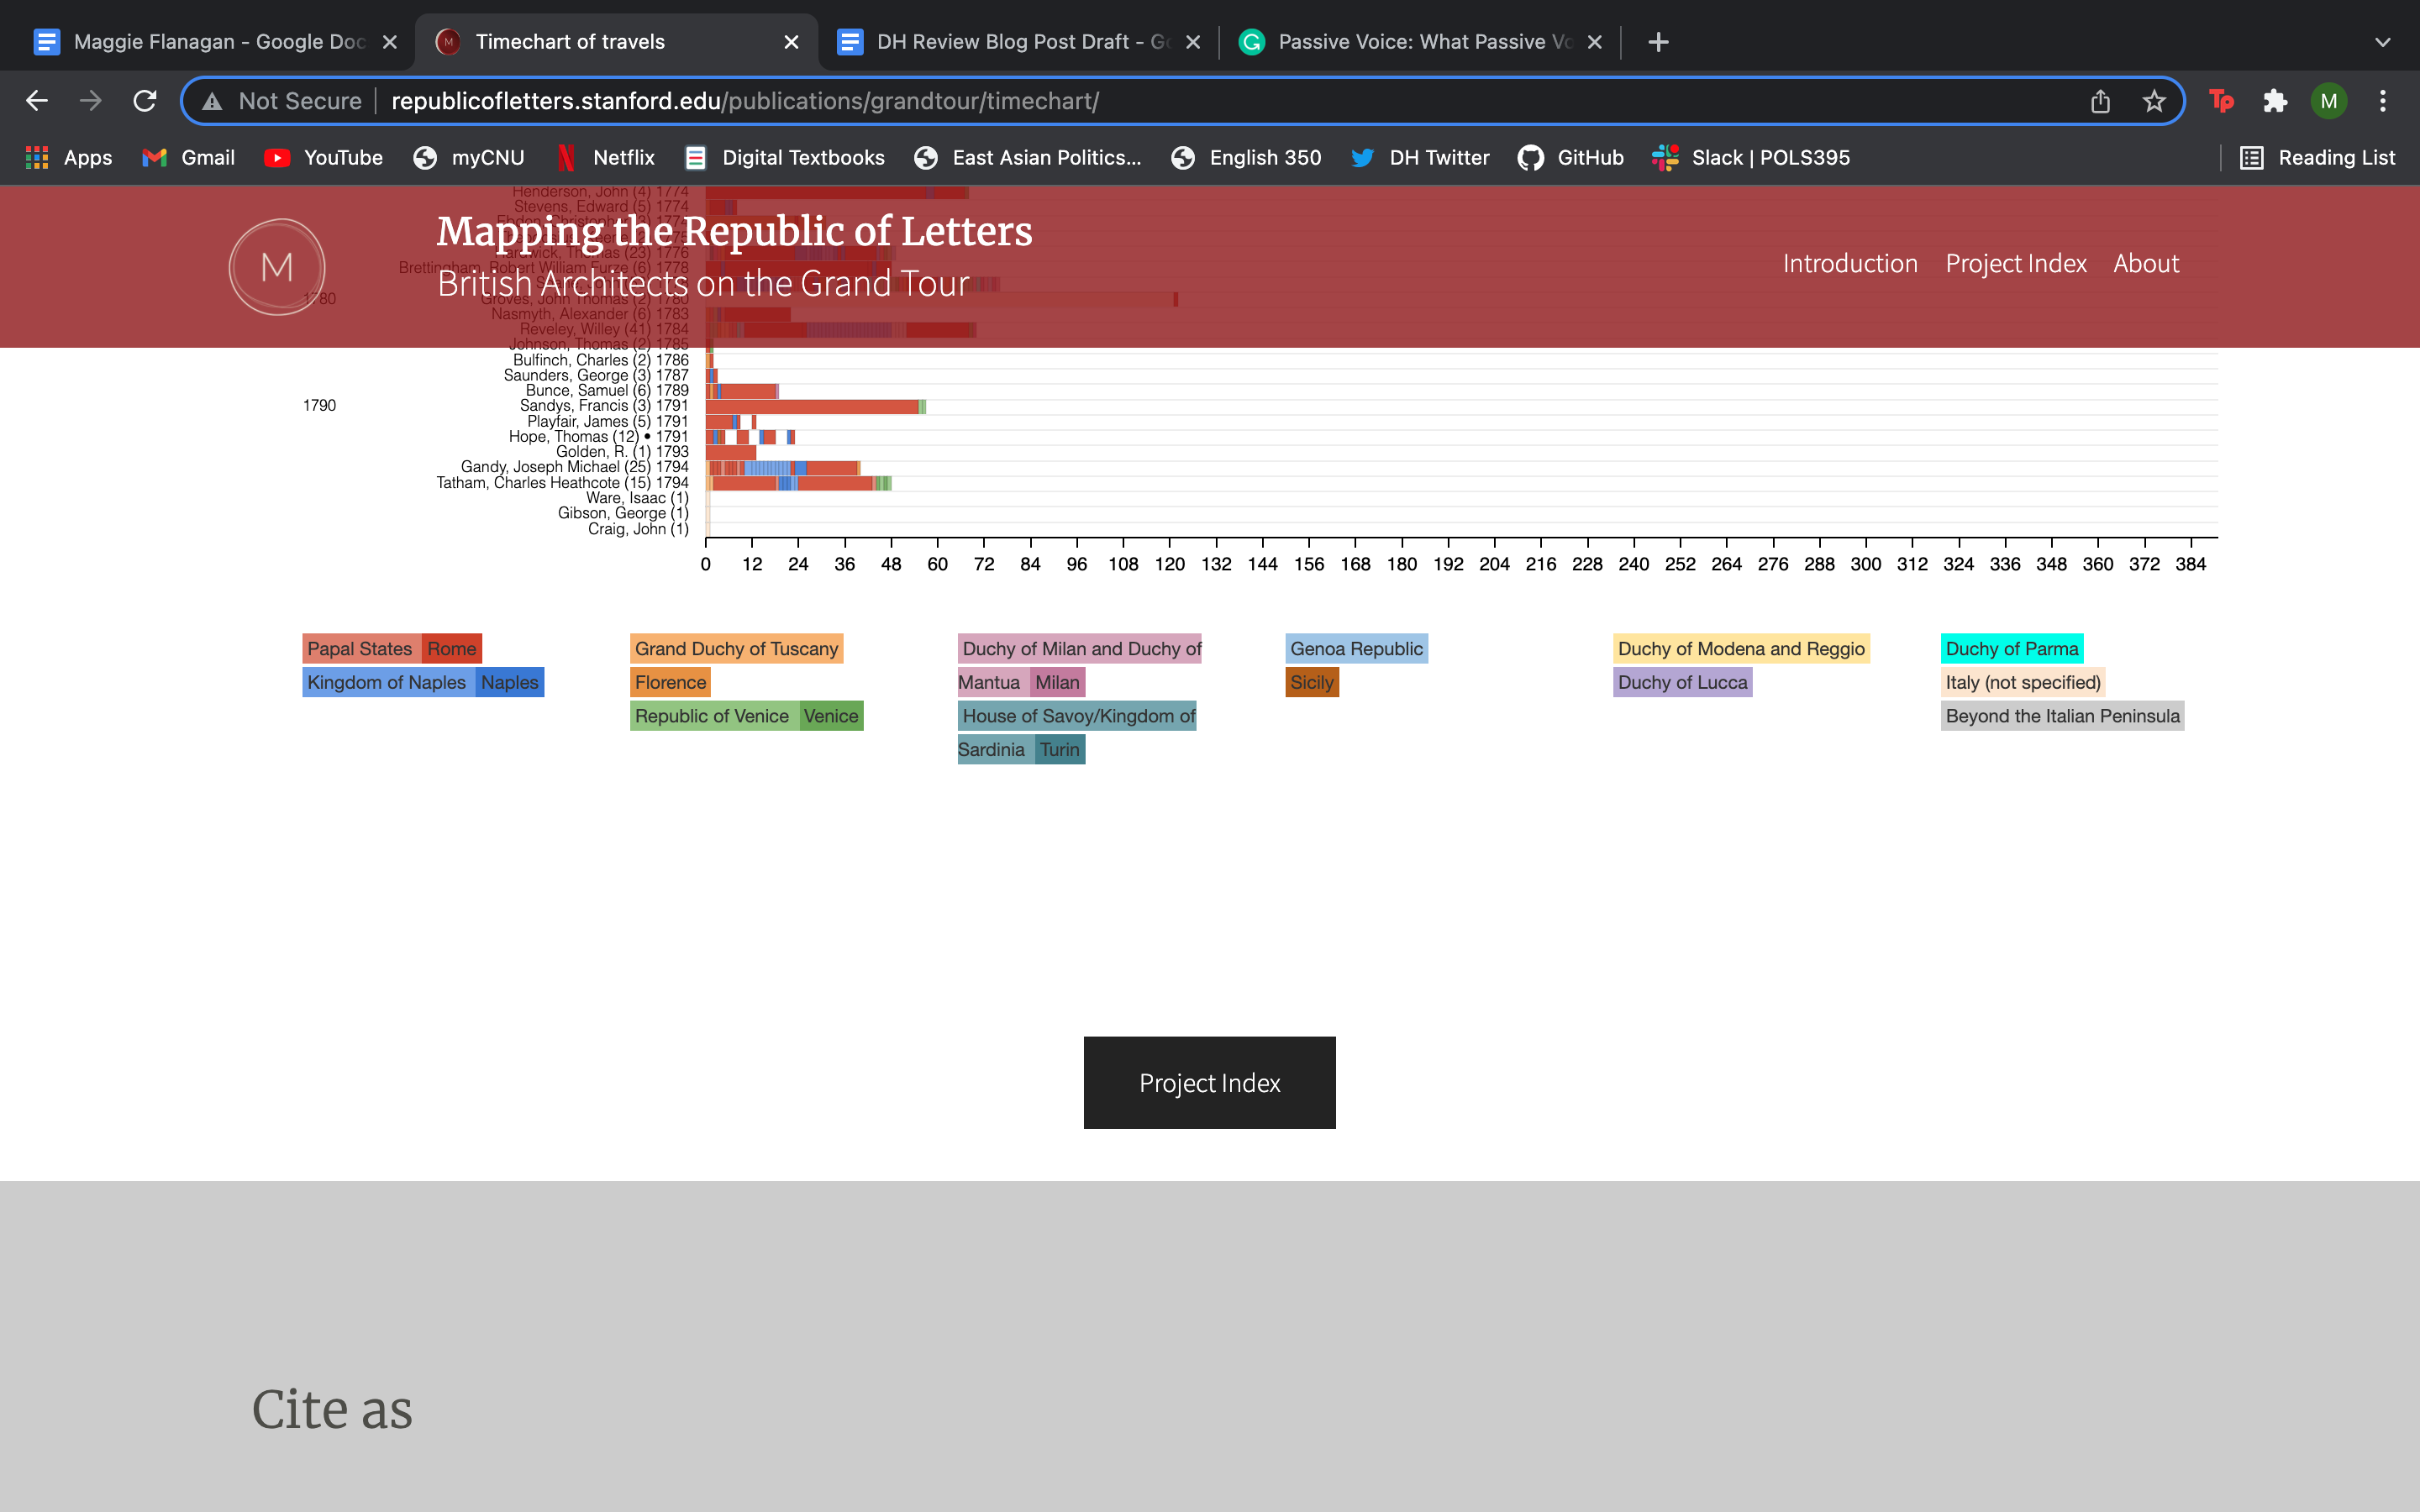 Maggie Flanagan - Google Doc
Timechart of travels
DH Review Blog Post Draft - Go
Passive Voice: What Passive Vo
Not Secure republicofletters.stanford.edu/publications/grandtour/timechart/
Tp
M
Apps Gmail YouTube myCNU Netflix Digital Textbooks East Asian Politics... English 350 DH Twitter GitHub Slack | POLS395 Reading List
Henderson, John (4) 1774
Stevens, Edward (5) 1774
M
Mapping the Republic of Letters
British Architects on the Grand Tour
Introduction Project Index About
Hardwick, Thomas (23) 1776
Brettingham, Robert William Furze (6) 1778
1780
Groves, John Thomas (2) 1780
Nasmyth, Alexander (6) 1783
Reveley, Willey (41) 1784
Johnson, Thomas (2) 1785
Bulfinch, Charles (2) 1786
Saunders, George (3) 1787
Bunce, Samuel (6) 1789
1790 Sandys, Francis (3) 1791
Playfair, James (5) 1791
Hope, Thomas (12) • 1791
Golden, R. (1) 1793
Gandy, Joseph Michael (25) 1794
Tatham, Charles Heathcote (15) 1794
Ware, Isaac (1)
Gibson, George (1)
Craig, John (1)
0 12 24 36 48 60 72 84 96 108 120 132 144 156 168 180 192 204 216 228 240 252 264 276 288 300 312 324 336 348 360 372 384
Papal States Rome
Kingdom of Naples Naples
Grand Duchy of Tuscany
Florence
Republic of Venice Venice
Duchy of Milan and Duchy of
Mantua Milan
House of Savoy/Kingdom of
Sardinia Turin
Genoa Republic
Sicily
Duchy of Modena and Reggio
Duchy of Lucca
Duchy of Parma
Italy (not specified)
Beyond the Italian Peninsula
Project Index
Cite as